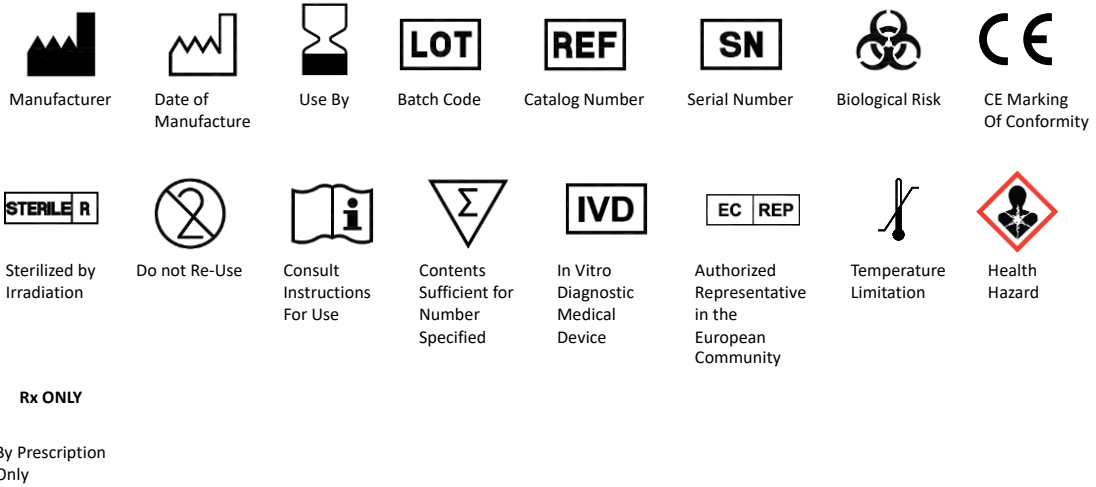 LOT
REF
SN
CE
Manufacturer
Date of
Manufacture
Use By
Batch Code
Catalog Number
Serial Number
Biological Risk
CE Marking
Of Conformity
STERILE R
2
i
Σ
IVD
EC REP
Sterilized by
Irradiation
Do not Re-Use
Consult
Instructions
For Use
Contents
Sufficient for
Number
Specified
In Vitro
Diagnostic
Medical
Device
Authorized
Representative
in the
European
Community
Temperature
Limitation
Health
Hazard
Rx ONLY
By Prescription
Only